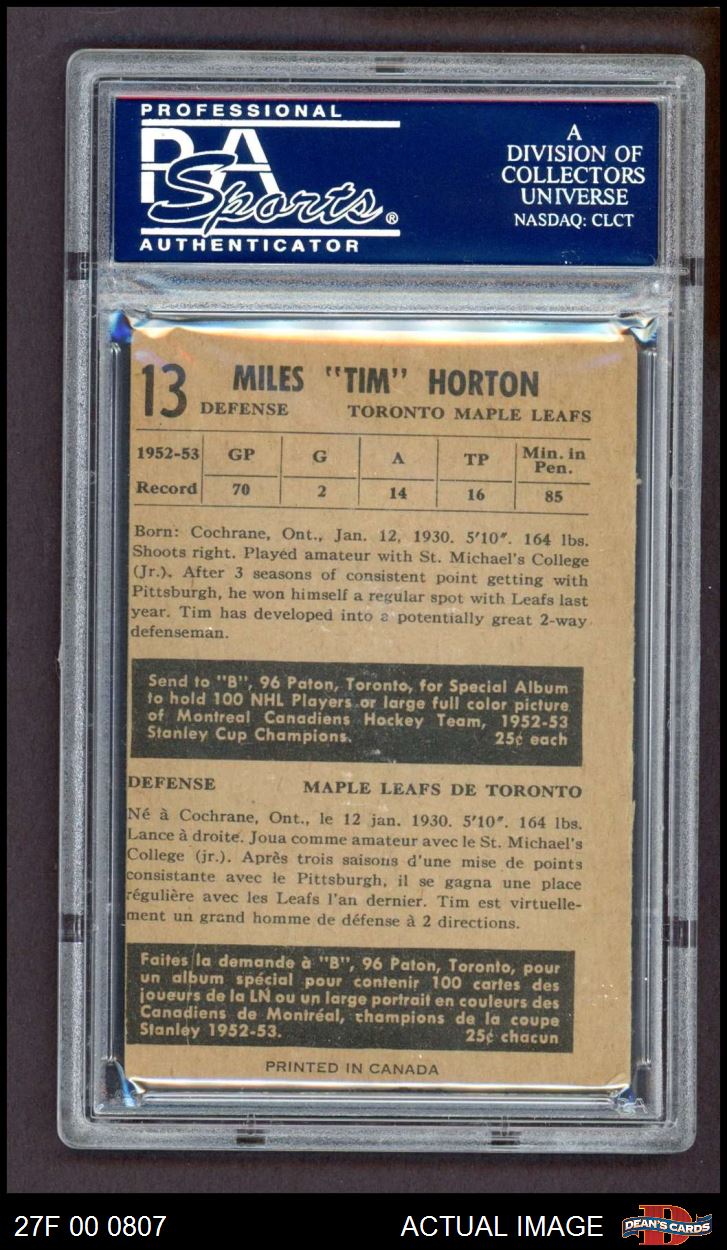 PROFESSIONAL
PSA
Sports®
AUTHENTICATOR
A
DIVISION OF
COLLECTORS
UNIVERSE
NASDAQ: CLCT
13 MILES "TIM" HORTON
DEFENSE TORONTO MAPLE LEAFS
1952-53 GP G A TP Min. in Pen.
Record 70 2 14 16 85
Born: Cochrane, Ont., Jan. 12, 1930. 5'10". 164 lbs.
Shoots right. Played amateur with St. Michael's College
(Jr.). After 3 seasons of consistent point getting with
Pittsburgh, he won himself a regular spot with Leafs last
year. Tim has developed into a potentially great 2-way
defenseman.
Send to "B", 96 Paton, Toronto, for Special Album
to hold 100 NHL Players or large full color picture
of Montreal Canadiens Hockey Team, 1952-53
Stanley Cup Champions. 25¢ each
DEFENSE MAPLE LEAFS DE TORONTO
Né à Cochrane, Ont., le 12 jan. 1930. 5'10". 164 lbs.
Lance à droite. Joua comme amateur avec le St. Michael's
College (jr.). Après trois saisons d'une mise de points
consistante avec le Pittsburgh, il se gagna une place
régulière avec les Leafs l'an dernier. Tim est virtuelle-
ment un grand homme de défense à 2 directions.
Faites la demande à "B", 96 Paton, Toronto, pour
un album spécial pour contenir 100 cartes des
joueurs de la LN ou un large portrait en couleurs des
Canadiens de Montréal, champions de la coupe
Stanley 1952-53. 25¢ chacun
PRINTED IN CANADA
PSA
27F 00 0807 ACTUAL IMAGE DEAN'S CARDS